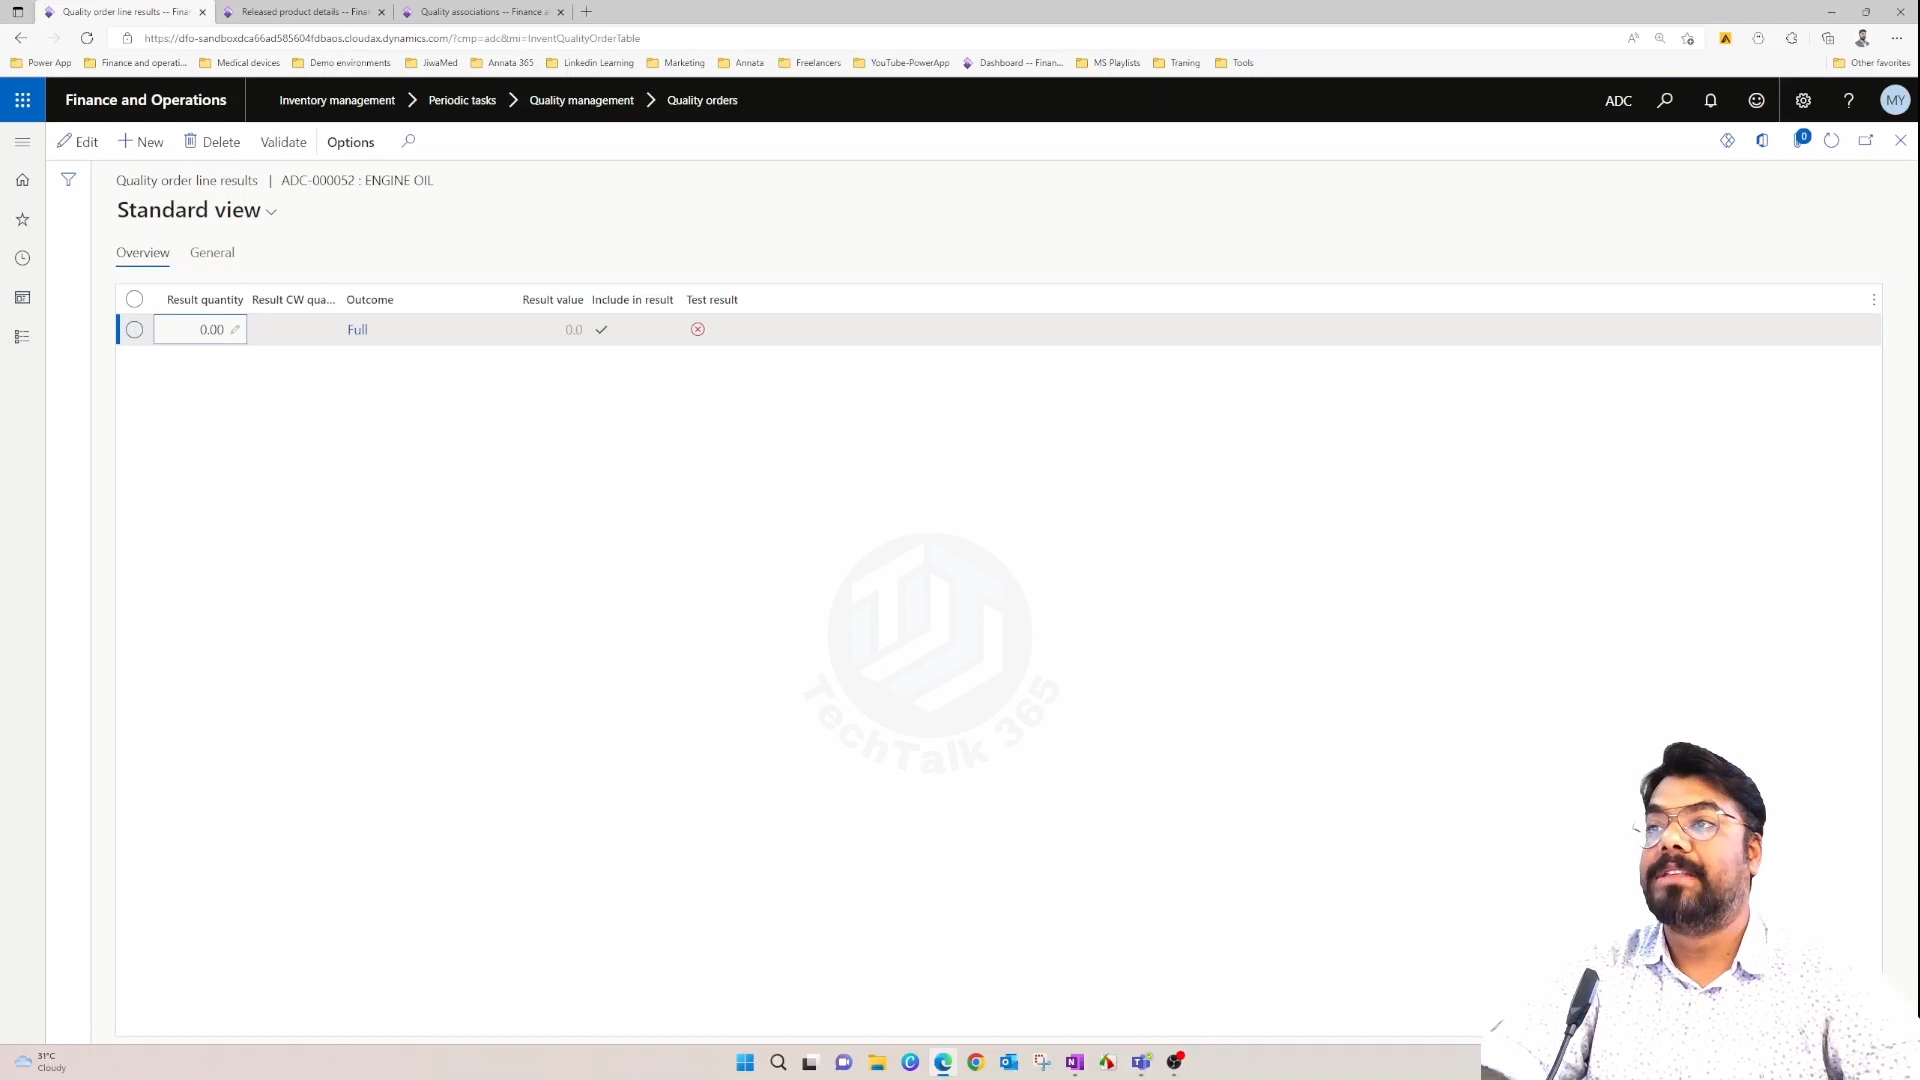 Quality order line results -- Finan
Released product details -- Finan
Quality associations -- Finance a
https://dfo-sandboxdca66ad585604fdbaos.cloudax.dynamics.com/?cmp=adc&mi=InventQualityOrderTable
Power App
Finance and operati...
Medical devices
Demo environments
JiwaMed
Annata 365
Linkedin Learning
Marketing
Annata
Freelancers
YouTube-PowerApp
Dashboard -- Finan...
MS Playlists
Traning
Tools
Other favorites
Finance and Operations
Inventory management
Periodic tasks
Quality management
Quality orders
ADC
MY
Edit
New
Delete
Validate
Options
0
Quality order line results | ADC-000052 : ENGINE OIL
Standard view
Overview
General
Result quantity
Result CW qua...
Outcome
Result value
Include in result
Test result
0.00
Full
0.0
TechTalk 365
31°C
Cloudy